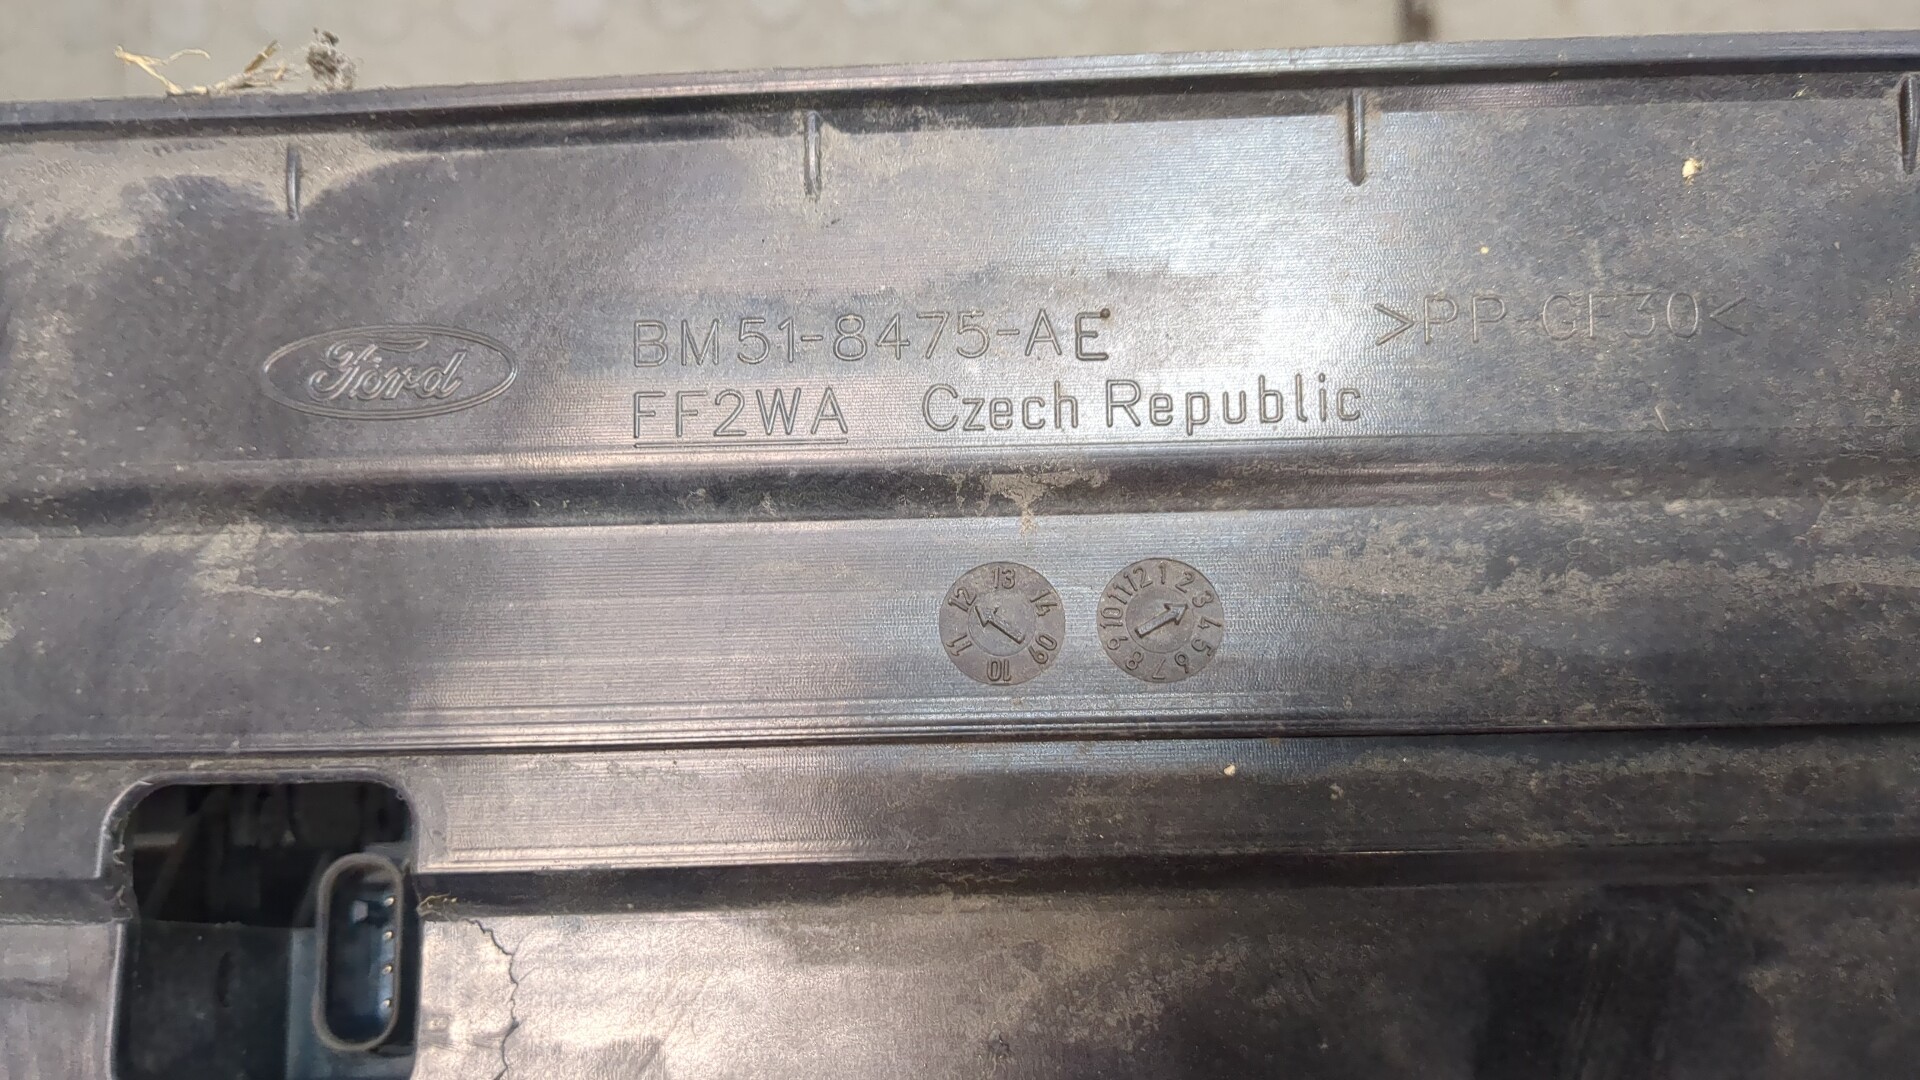 Ford
BM51-8475-AE
>PP-GF30<
FF2WA Czech Republic
12 13 14 09 10 11
12 1 2 3 4 5 6 7 8 9 10 11